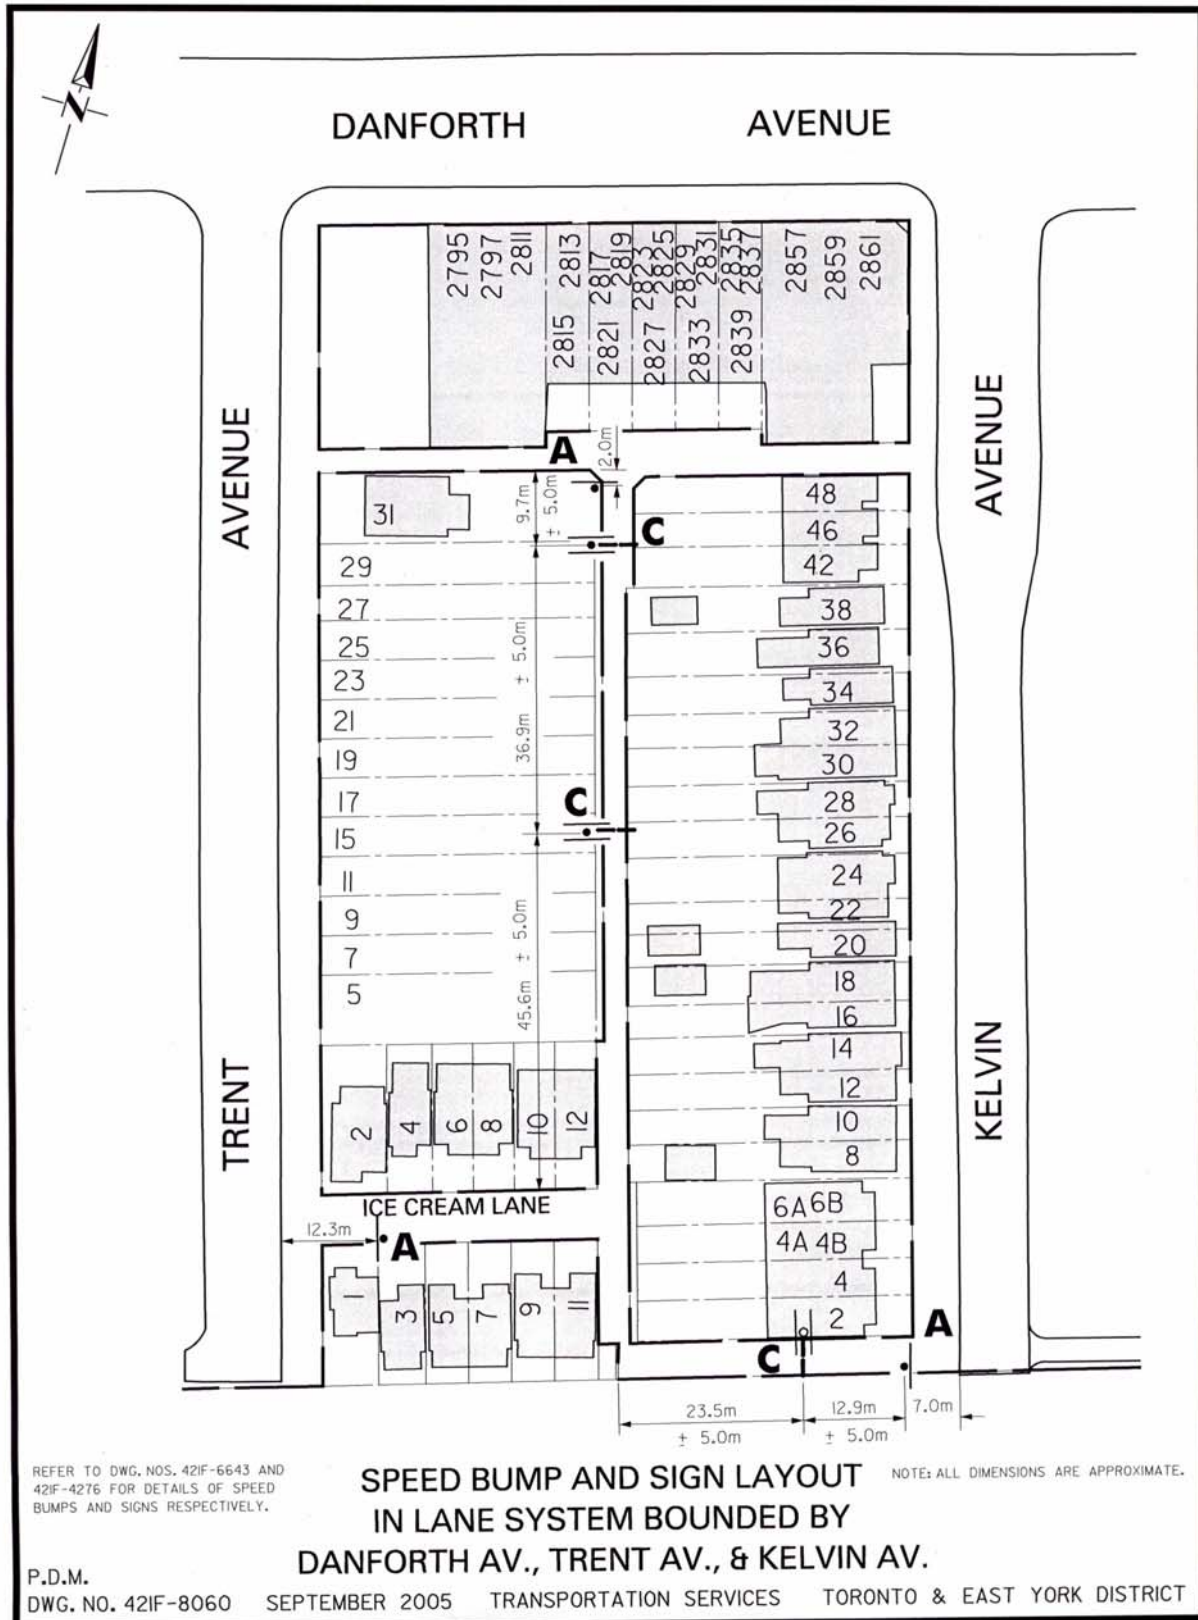 N
DANFORTH AVENUE
2795
2797
2811
2813
2815
2817
2819
2821
2823
2825
2827
2829
2831
2833
2835
2837
2839
2857
2859
2861
AVENUE
AVENUE
A
2.0m
9.7m
± 5.0m
C
31
29
27
25
23
21
19
17
15
11
9
7
5
48
46
42
38
36
34
32
30
28
26
24
22
20
18
16
14
12
10
8
6A 6B
4A 4B
4
2
36.9m ± 5.0m
C
45.6m ± 5.0m
TRENT
KELVIN
2
4
6
8
10
12
ICE CREAM LANE
12.3m
A
1
3
5
7
9
11
A
C
23.5m
± 5.0m
12.9m
± 5.0m
7.0m
REFER TO DWG. NOS. 421F-6643 AND
421F-4276 FOR DETAILS OF SPEED
BUMPS AND SIGNS RESPECTIVELY.
SPEED BUMP AND SIGN LAYOUT
IN LANE SYSTEM BOUNDED BY
DANFORTH AV., TRENT AV., & KELVIN AV.
NOTE: ALL DIMENSIONS ARE APPROXIMATE.
P.D.M.
DWG. NO. 421F-8060 SEPTEMBER 2005 TRANSPORTATION SERVICES TORONTO & EAST YORK DISTRICT